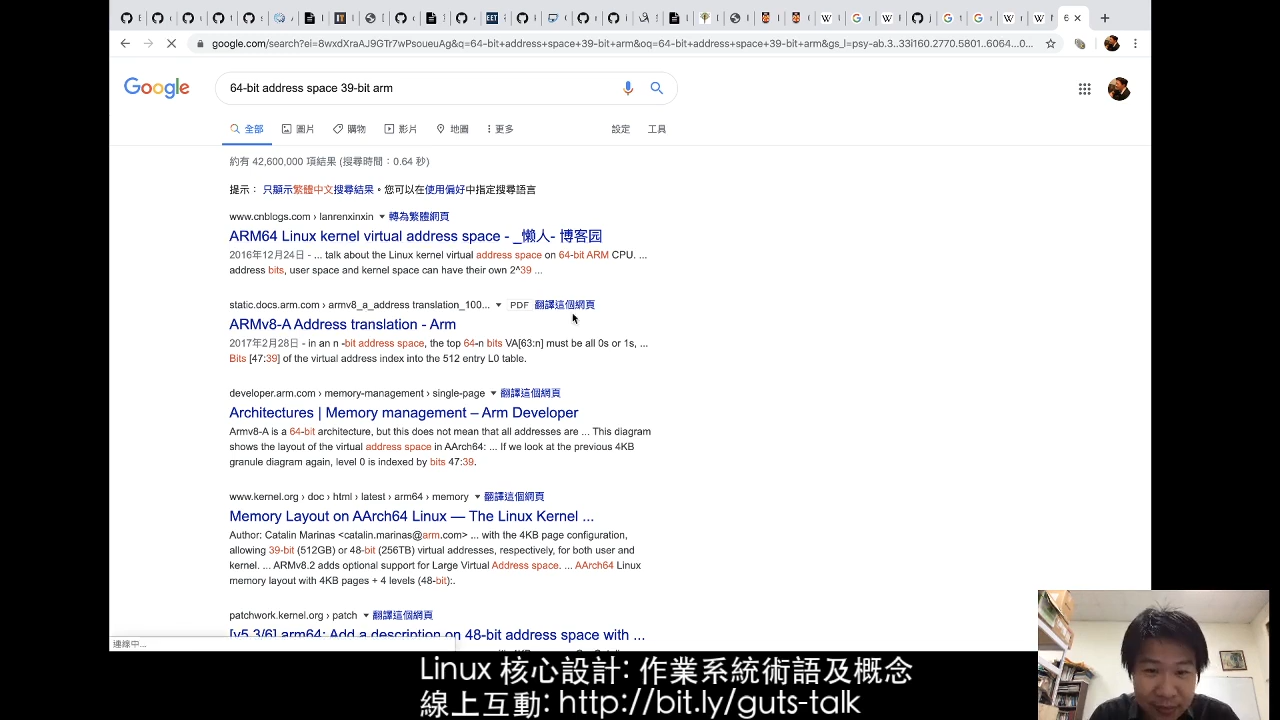 google.com/search?ei=8wxdXraAJ9GTr7wPsoueuAg&q=64-bit+address+space+39-bit+arm&oq=64-bit+address+space+39-bit+arm&gs_l=psy-ab.3..33i160.2770.5801..6064...0...
Google
64-bit address space 39-bit arm
全部 圖片 購物 影片 地圖 更多 設定 工具
約有 42,600,000 項結果 (搜尋時間：0.64 秒)
提示： 只顯示繁體中文搜尋結果。您可以在使用偏好中指定搜尋語言
www.cnblogs.com › lanrenxinxin 轉為繁體網頁
ARM64 Linux kernel virtual address space - _懒人- 博客园
2016年12月24日 - ... talk about the Linux kernel virtual address space on 64-bit ARM CPU. ...
address bits, user space and kernel space can have their own 2^39 ...
static.docs.arm.com › armv8_a_address translation_100... PDF 翻譯這個網頁
ARMv8-A Address translation - Arm
2017年2月28日 - in an n -bit address space, the top 64-n bits VA[63:n] must be all 0s or 1s, ...
Bits [47:39] of the virtual address index into the 512 entry L0 table.
developer.arm.com › memory-management › single-page 翻譯這個網頁
Architectures | Memory management – Arm Developer
Armv8-A is a 64-bit architecture, but this does not mean that all addresses are ... This diagram
shows the layout of the virtual address space in AArch64: ... If we look at the previous 4KB
granule diagram again, level 0 is indexed by bits 47:39.
www.kernel.org › doc › html › latest › arm64 › memory 翻譯這個網頁
Memory Layout on AArch64 Linux — The Linux Kernel ...
Author: Catalin Marinas <catalin.marinas@arm.com> ... with the 4KB page configuration,
allowing 39-bit (512GB) or 48-bit (256TB) virtual addresses, respectively, for both user and
kernel. ... ARMv8.2 adds optional support for Large Virtual Address space. ... AArch64 Linux
memory layout with 4KB pages + 4 levels (48-bit):.
patchwork.kernel.org › patch 翻譯這個網頁
[v5,3/6] arm64: Add a description on 48-bit address space with ...
連線中...
Linux 核心設計: 作業系統術語及概念
線上互動: http://bit.ly/guts-talk